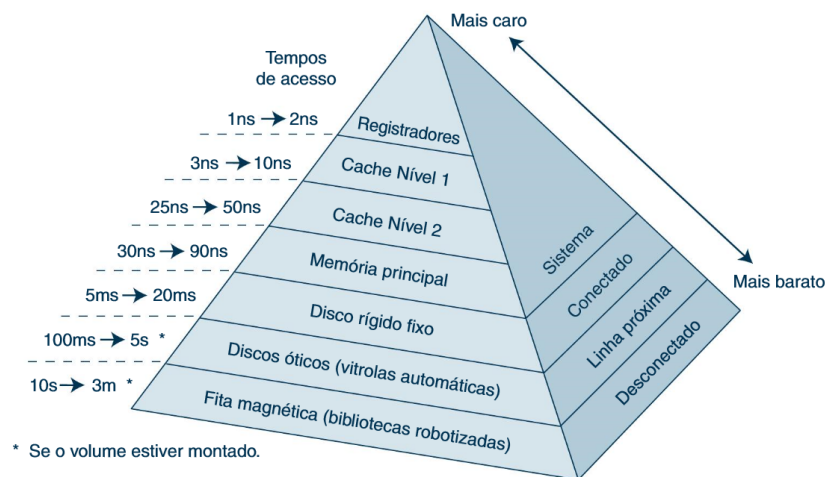 Mais caro
Tempos
de acesso
1ns → 2ns
Registradores
3ns → 10ns
Cache Nível 1
25ns → 50ns
Cache Nível 2
Sistema
30ns → 90ns
Memória principal
Conectado
Mais barato
5ms → 20ms
Disco rígido fixo
Linha próxima
100ms → 5s *
Discos óticos (vitrolas automáticas)
Desconectado
10s → 3m *
Fita magnética (bibliotecas robotizadas)
* Se o volume estiver montado.